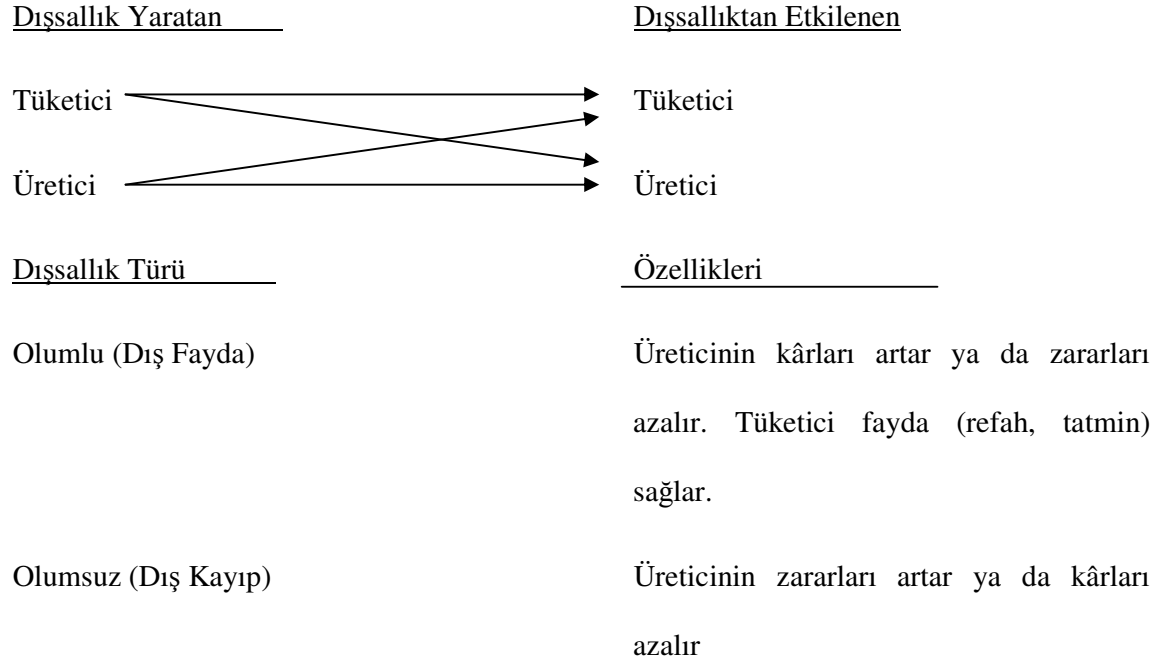 Dışsallık Yaratan Dışsallıktan Etkilenen
Tüketici Tüketici
Üretici Üretici
Dışsallık Türü Özellikleri
Olumlu (Dış Fayda) Üreticinin kârları artar ya da zararları
azalır. Tüketici fayda (refah, tatmin)
sağlar.
Olumsuz (Dış Kayıp) Üreticinin zararları artar ya da kârları
azalır